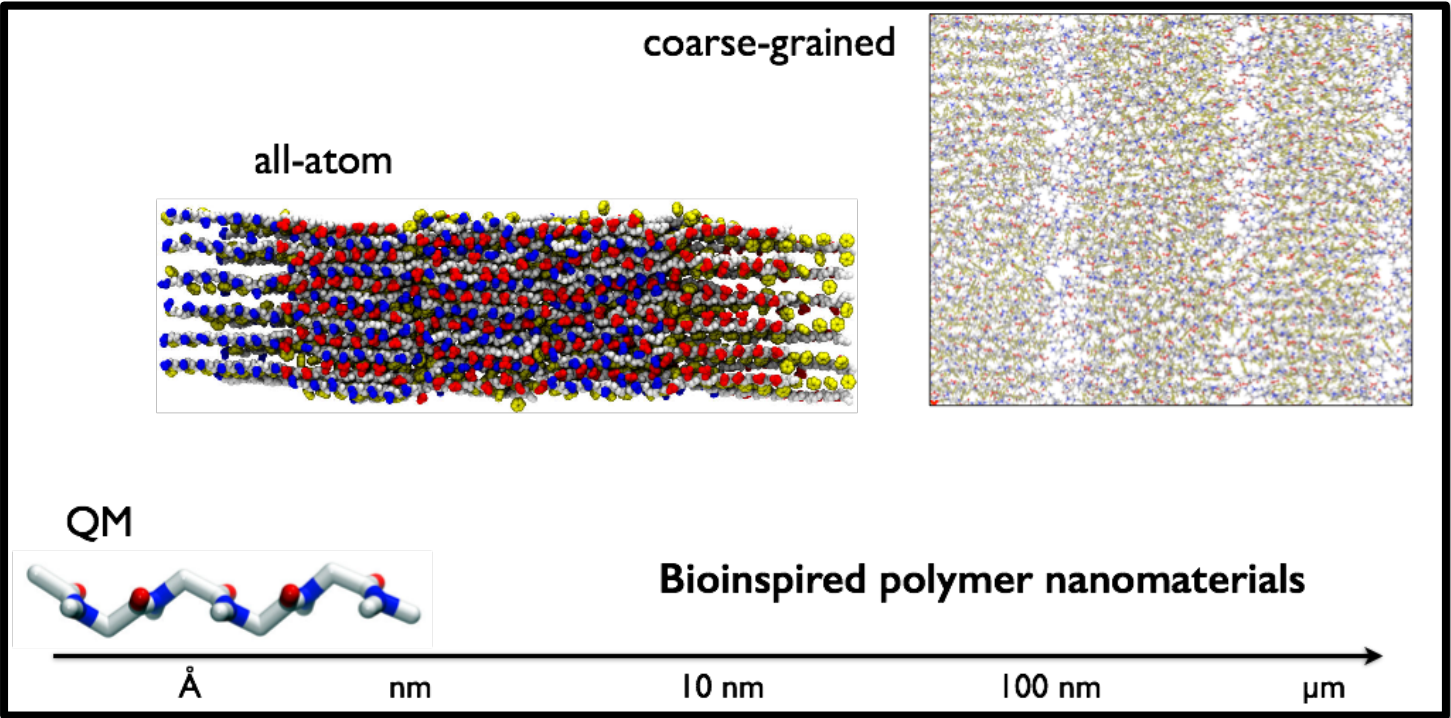 coarse-grained
all-atom
QM
Bioinspired polymer nanomaterials
Å nm 10 nm 100 nm μm